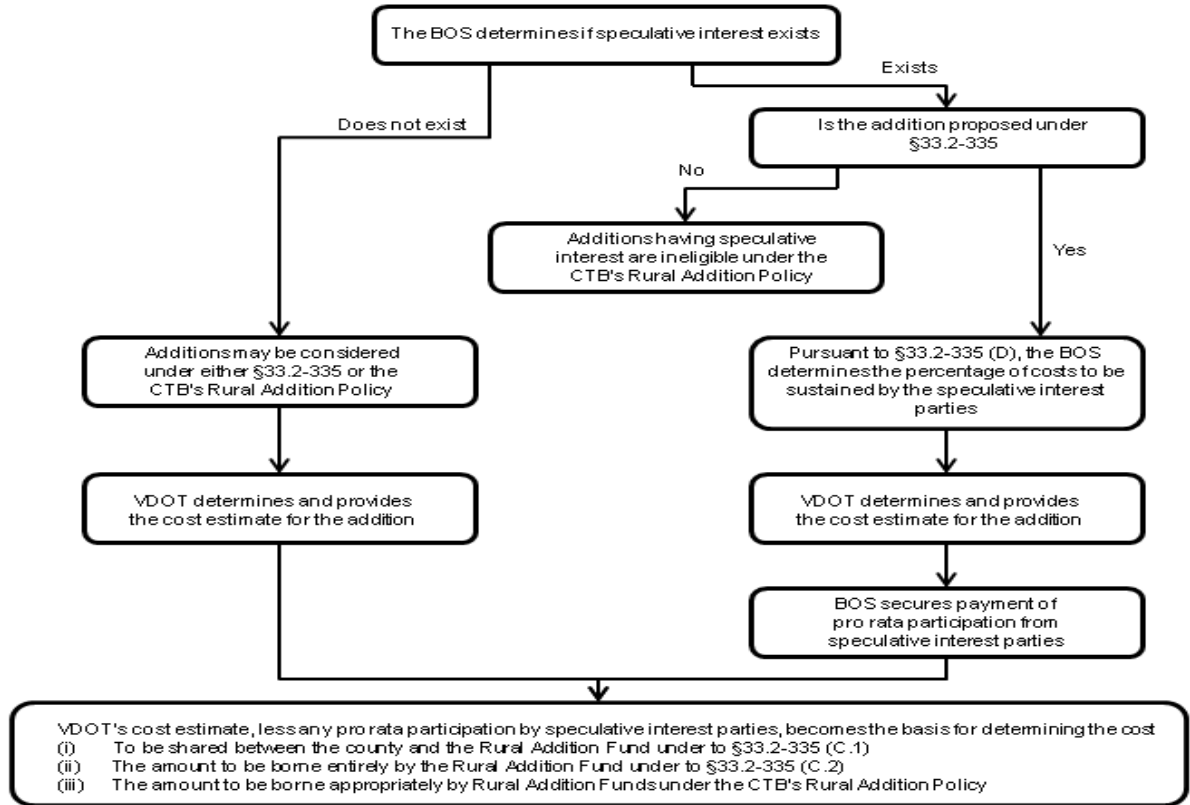 The BOS determines if speculative interest exists
Exists
Does not exist
Is the addition proposed under
§33.2-335
No
Yes
Additions having speculative
interest are ineligible under the
CTB's Rural Addition Policy
Additions may be considered
under either §33.2-335 or the
CTB's Rural Addition Policy
Pursuant to §33.2-335 (D), the BOS
determines the percentage of costs to be
sustained by the speculative interest
parties
VDOT determines and provides
the cost estimate for the addition
VDOT determines and provides
the cost estimate for the addition
BOS secures payment of
pro rata participation from
speculative interest parties
VDOT's cost estimate, less any pro rata participation by speculative interest parties, becomes the basis for determining the cost
(i) To be shared between the county and the Rural Addition Fund under to §33.2-335 (C.1)
(ii) The amount to be borne entirely by the Rural Addition Fund under to §33.2-335 (C.2)
(iii) The amount to be borne appropriately by Rural Addition Funds under the CTB's Rural Addition Policy